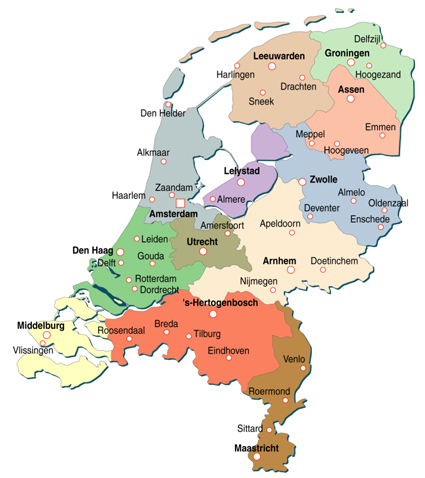 Delfzijl
Groningen
Leeuwarden
Harlingen
Hoogezand
Drachten
Assen
Sneek
Den Helder
Emmen
Meppel
Hoogeveen
Alkmaar
Lelystad
Zwolle
Zaandam
Haarlem
Almere
Almelo
Oldenzaal
Amsterdam
Deventer
Enschede
Amersfoort
Apeldoorn
Leiden
Utrecht
Den Haag
Gouda
Delft
Arnhem
Doetinchem
Rotterdam
Dordrecht
Nijmegen
's-Hertogenbosch
Middelburg
Roosendaal
Breda
Tilburg
Vlissingen
Eindhoven
Venlo
Roermond
Sittard
Maastricht